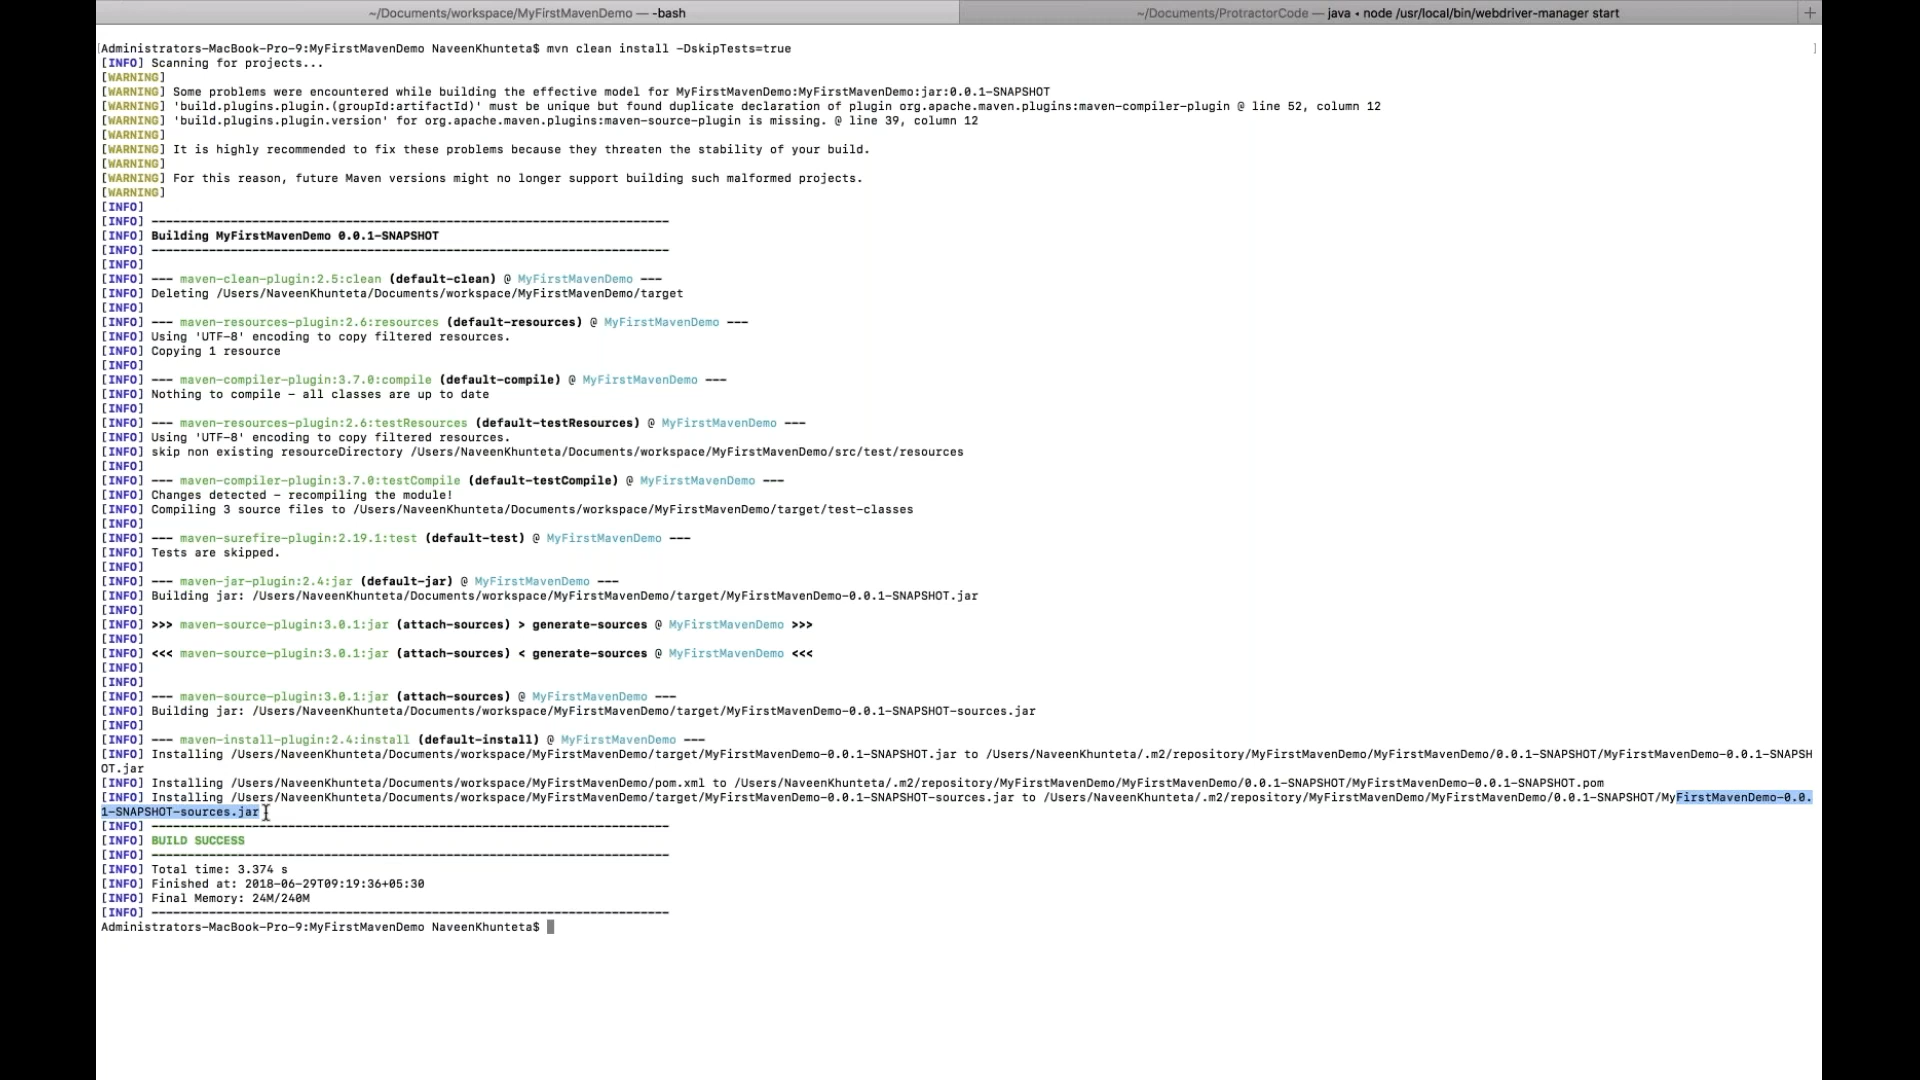 ~/Documents/workspace/MyFirstMavenDemo — -bash
~/Documents/ProtractorCode — java • node /usr/local/bin/webdriver-manager start
+
[Administrators-MacBook-Pro-9:MyFirstMavenDemo NaveenKhunteta$ mvn clean install -DskipTests=true ]
[INFO] Scanning for projects...
[WARNING]
[WARNING] Some problems were encountered while building the effective model for MyFirstMavenDemo:MyFirstMavenDemo:jar:0.0.1-SNAPSHOT
[WARNING] 'build.plugins.plugin.(groupId:artifactId)' must be unique but found duplicate declaration of plugin org.apache.maven.plugins:maven-compiler-plugin @ line 52, column 12
[WARNING] 'build.plugins.plugin.version' for org.apache.maven.plugins:maven-source-plugin is missing. @ line 39, column 12
[WARNING]
[WARNING] It is highly recommended to fix these problems because they threaten the stability of your build.
[WARNING]
[WARNING] For this reason, future Maven versions might no longer support building such malformed projects.
[WARNING]
[INFO]
[INFO] ------------------------------------------------------------------------
[INFO] Building MyFirstMavenDemo 0.0.1-SNAPSHOT
[INFO] ------------------------------------------------------------------------
[INFO]
[INFO] --- maven-clean-plugin:2.5:clean (default-clean) @ MyFirstMavenDemo ---
[INFO] Deleting /Users/NaveenKhunteta/Documents/workspace/MyFirstMavenDemo/target
[INFO]
[INFO] --- maven-resources-plugin:2.6:resources (default-resources) @ MyFirstMavenDemo ---
[INFO] Using 'UTF-8' encoding to copy filtered resources.
[INFO] Copying 1 resource
[INFO]
[INFO] --- maven-compiler-plugin:3.7.0:compile (default-compile) @ MyFirstMavenDemo ---
[INFO] Nothing to compile - all classes are up to date
[INFO]
[INFO] --- maven-resources-plugin:2.6:testResources (default-testResources) @ MyFirstMavenDemo ---
[INFO] Using 'UTF-8' encoding to copy filtered resources.
[INFO] skip non existing resourceDirectory /Users/NaveenKhunteta/Documents/workspace/MyFirstMavenDemo/src/test/resources
[INFO]
[INFO] --- maven-compiler-plugin:3.7.0:testCompile (default-testCompile) @ MyFirstMavenDemo ---
[INFO] Changes detected - recompiling the module!
[INFO] Compiling 3 source files to /Users/NaveenKhunteta/Documents/workspace/MyFirstMavenDemo/target/test-classes
[INFO]
[INFO] --- maven-surefire-plugin:2.19.1:test (default-test) @ MyFirstMavenDemo ---
[INFO] Tests are skipped.
[INFO]
[INFO] --- maven-jar-plugin:2.4:jar (default-jar) @ MyFirstMavenDemo ---
[INFO] Building jar: /Users/NaveenKhunteta/Documents/workspace/MyFirstMavenDemo/target/MyFirstMavenDemo-0.0.1-SNAPSHOT.jar
[INFO]
[INFO] >>> maven-source-plugin:3.0.1:jar (attach-sources) > generate-sources @ MyFirstMavenDemo >>>
[INFO]
[INFO] <<< maven-source-plugin:3.0.1:jar (attach-sources) < generate-sources @ MyFirstMavenDemo <<<
[INFO]
[INFO]
[INFO] --- maven-source-plugin:3.0.1:jar (attach-sources) @ MyFirstMavenDemo ---
[INFO] Building jar: /Users/NaveenKhunteta/Documents/workspace/MyFirstMavenDemo/target/MyFirstMavenDemo-0.0.1-SNAPSHOT-sources.jar
[INFO]
[INFO] --- maven-install-plugin:2.4:install (default-install) @ MyFirstMavenDemo ---
[INFO] Installing /Users/NaveenKhunteta/Documents/workspace/MyFirstMavenDemo/target/MyFirstMavenDemo-0.0.1-SNAPSHOT.jar to /Users/NaveenKhunteta/.m2/repository/MyFirstMavenDemo/MyFirstMavenDemo/0.0.1-SNAPSHOT/MyFirstMavenDemo-0.0.1-SNAPSH
OT.jar
[INFO] Installing /Users/NaveenKhunteta/Documents/workspace/MyFirstMavenDemo/pom.xml to /Users/NaveenKhunteta/.m2/repository/MyFirstMavenDemo/MyFirstMavenDemo/0.0.1-SNAPSHOT/MyFirstMavenDemo-0.0.1-SNAPSHOT.pom
[INFO] Installing /Users/NaveenKhunteta/Documents/workspace/MyFirstMavenDemo/target/MyFirstMavenDemo-0.0.1-SNAPSHOT-sources.jar to /Users/NaveenKhunteta/.m2/repository/MyFirstMavenDemo/MyFirstMavenDemo/0.0.1-SNAPSHOT/MyFirstMavenDemo-0.0.
1-SNAPSHOT-sources.jar
[INFO] ------------------------------------------------------------------------
[INFO] BUILD SUCCESS
[INFO] ------------------------------------------------------------------------
[INFO] Total time: 3.374 s
[INFO] Finished at: 2018-06-29T09:19:36+05:30
[INFO] Final Memory: 24M/240M
[INFO] ------------------------------------------------------------------------
Administrators-MacBook-Pro-9:MyFirstMavenDemo NaveenKhunteta$